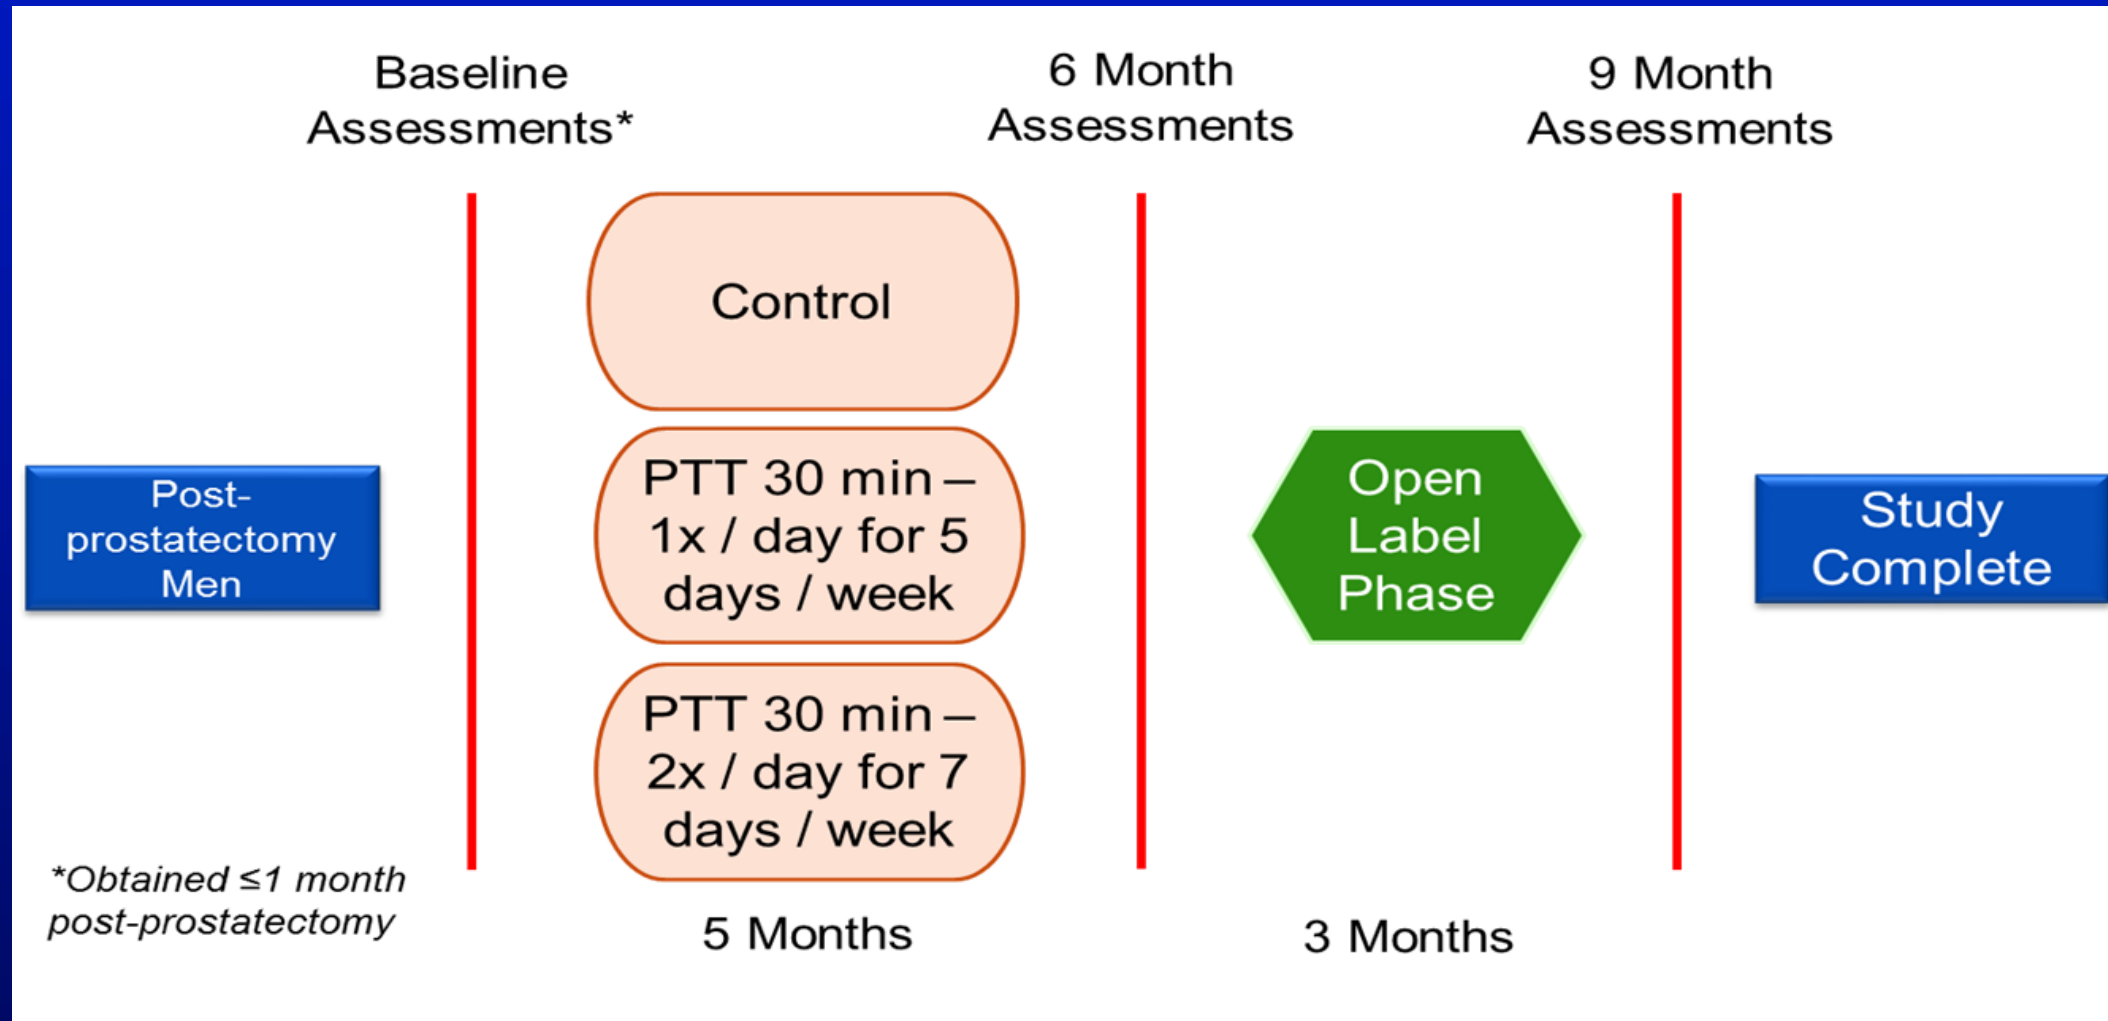 Baseline
Assessments*
6 Month
Assessments
9 Month
Assessments
Post-
prostatectomy
Men
Control
PTT 30 min –
1x / day for 5
days / week
PTT 30 min –
2x / day for 7
days / week
Open
Label
Phase
Study
Complete
*Obtained ≤1 month
post-prostatectomy
5 Months
3 Months